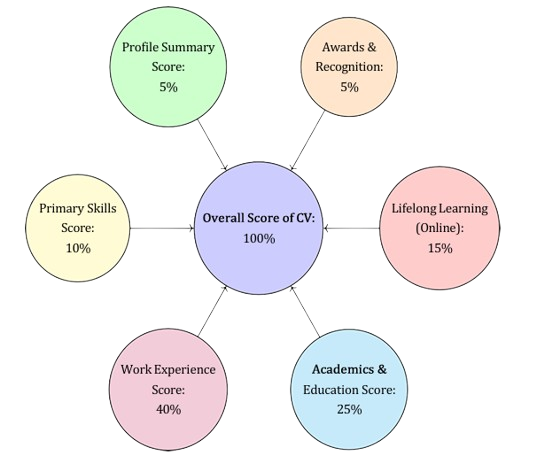 Profile Summary
Score:
5%
Awards &
Recognition:
5%
Primary Skills
Score:
10%
Overall Score of CV:
100%
Lifelong Learning
(Online):
15%
Work Experience
Score:
40%
Academics &
Education Score:
25%